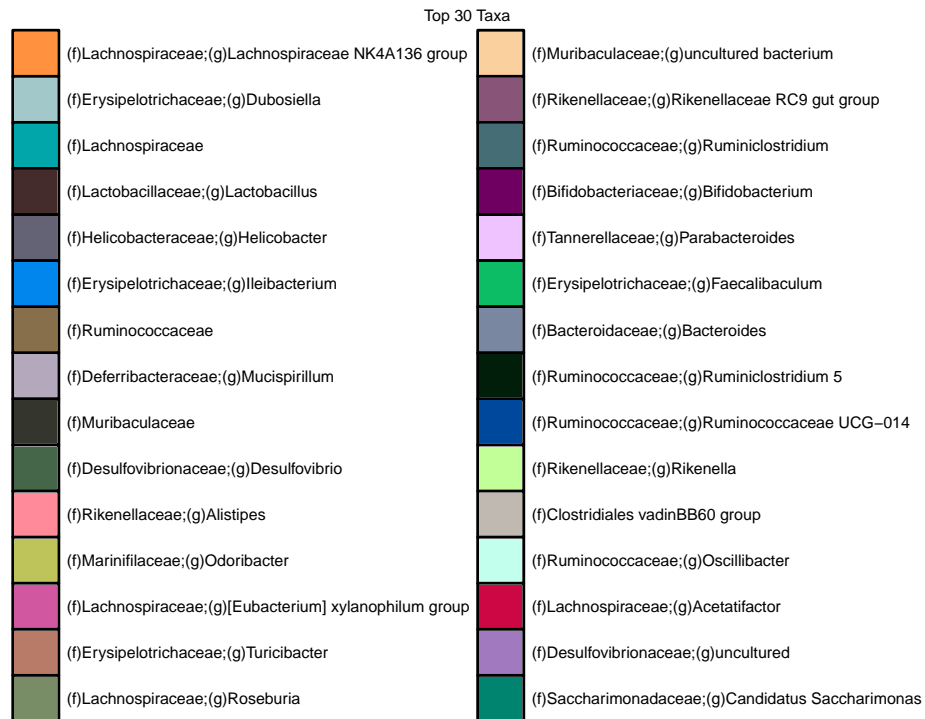 Top 30 Taxa
(f)Lachnospiraceae;(g)Lachnospiraceae NK4A136 group
(f)Erysipelotrichaceae;(g)Dubosiella
(f)Lachnospiraceae
(f)Lactobacillaceae;(g)Lactobacillus
(f)Helicobacteraceae;(g)Helicobacter
(f)Erysipelotrichaceae;(g)Ileibacterium
(f)Ruminococcaceae
(f)Deferribacteraceae;(g)Mucispirillum
(f)Muribaculaceae
(f)Desulfovibrionaceae;(g)Desulfovibrio
(f)Rikenellaceae;(g)Alistipes
(f)Marinifilaceae;(g)Odoribacter
(f)Lachnospiraceae;(g)[Eubacterium] xylanophilum group
(f)Erysipelotrichaceae;(g)Turicibacter
(f)Lachnospiraceae;(g)Roseburia
(f)Muribaculaceae;(g)uncultured bacterium
(f)Rikenellaceae;(g)Rikenellaceae RC9 gut group
(f)Ruminococcaceae;(g)Ruminiclostridium
(f)Bifidobacteriaceae;(g)Bifidobacterium
(f)Tannerellaceae;(g)Parabacteroides
(f)Erysipelotrichaceae;(g)Faecalibaculum
(f)Bacteroidaceae;(g)Bacteroides
(f)Ruminococcaceae;(g)Ruminiclostridium 5
(f)Ruminococcaceae;(g)Ruminococcaceae UCG−014
(f)Rikenellaceae;(g)Rikenella
(f)Clostridiales vadinBB60 group
(f)Ruminococcaceae;(g)Oscillibacter
(f)Lachnospiraceae;(g)Acetatifactor
(f)Desulfovibrionaceae;(g)uncultured
(f)Saccharimonadaceae;(g)Candidatus Saccharimonas